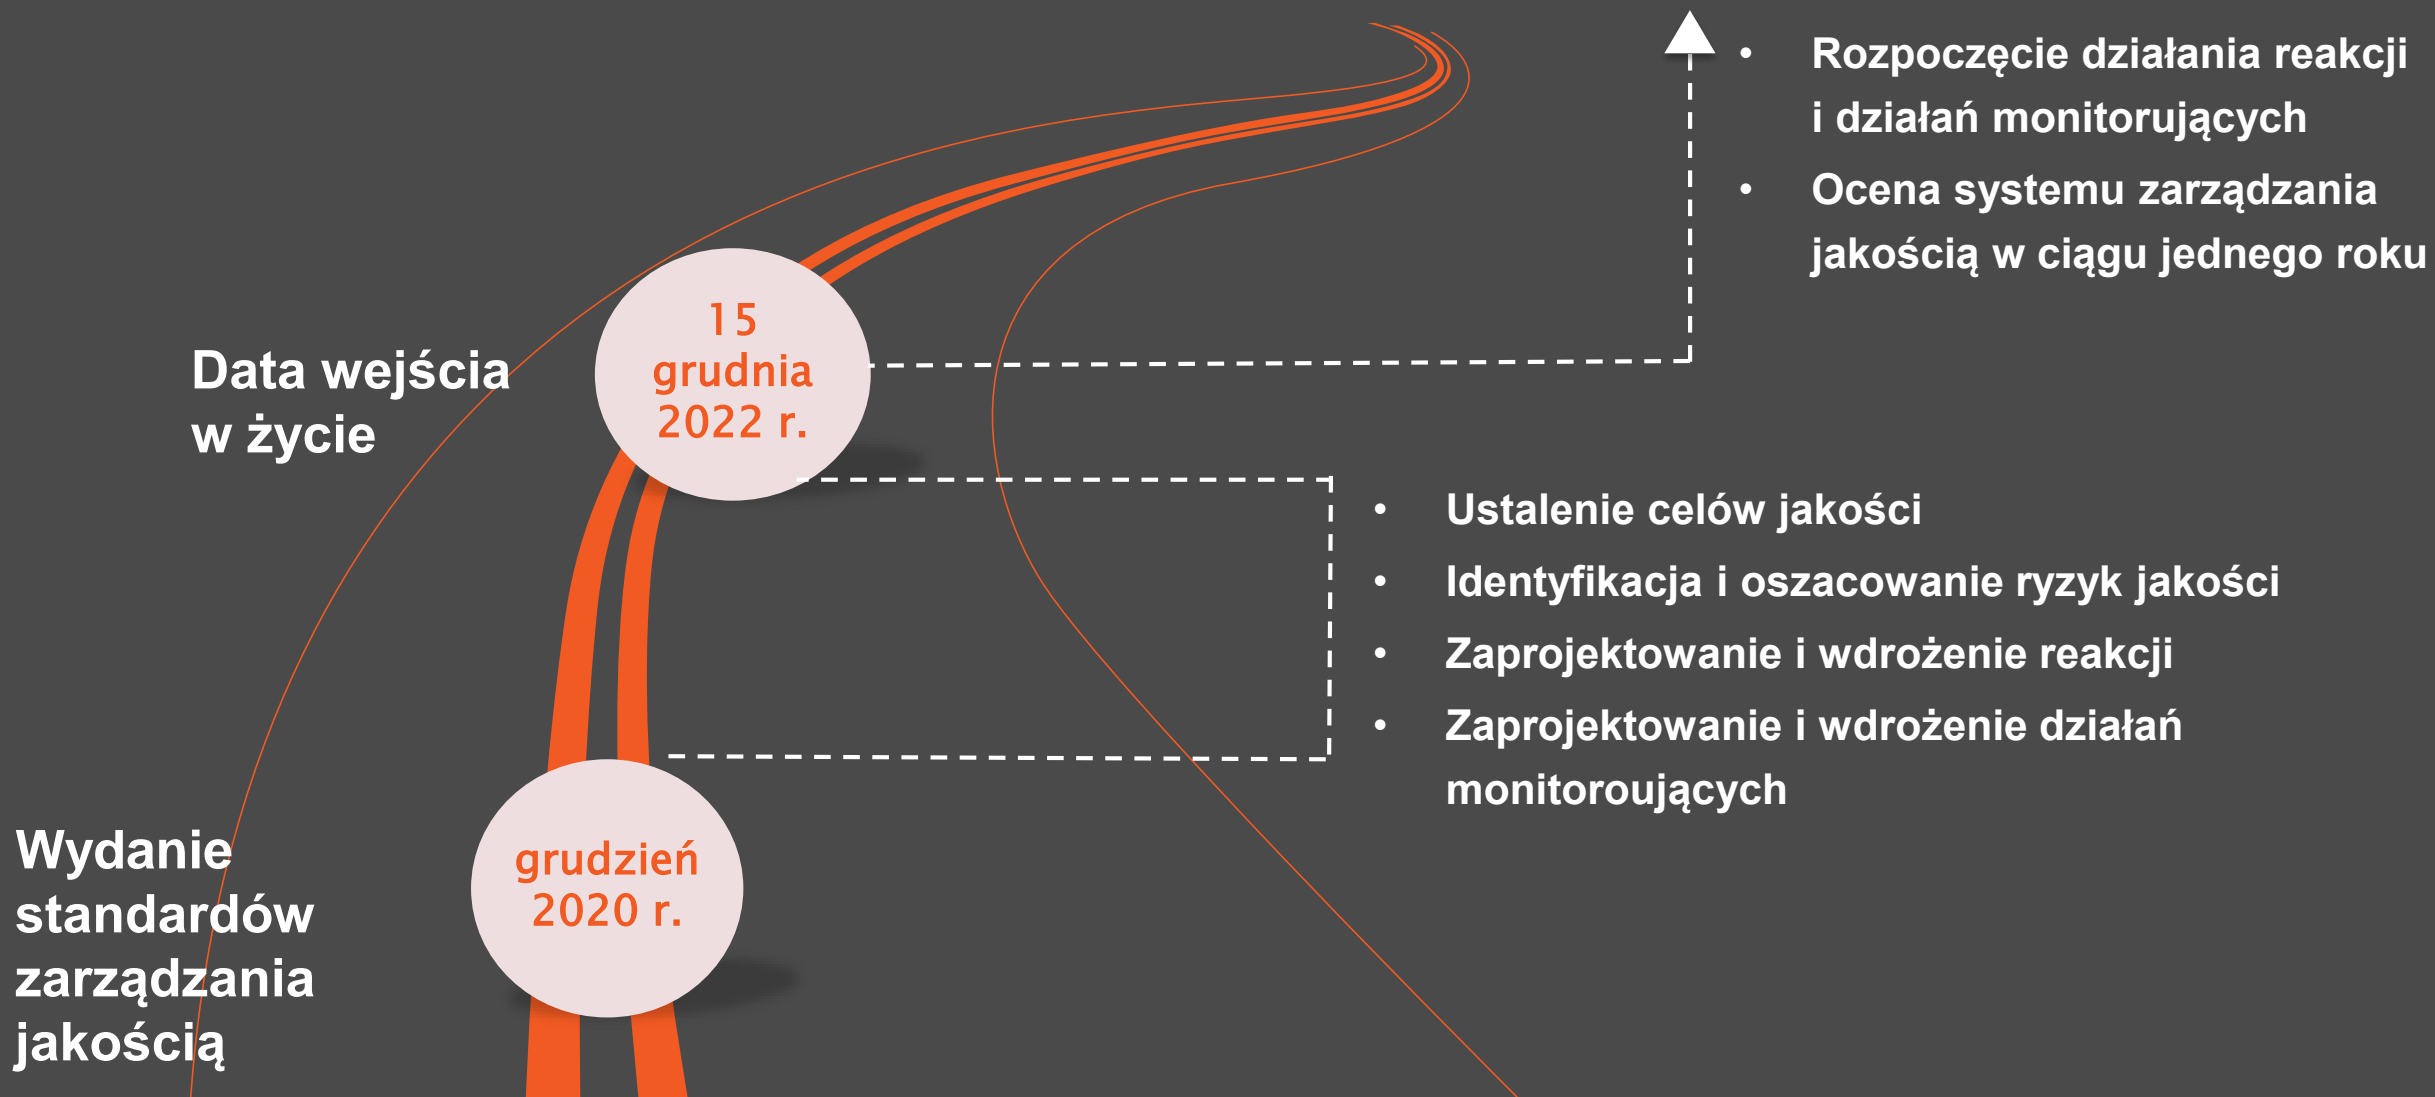 • Rozpoczęcie działania reakcji
i działań monitorujących
• Ocena systemu zarządzania
jakością w ciągu jednego roku
15
grudnia
2022 r.
Data wejścia
w życie
• Ustalenie celów jakości
• Identyfikacja i oszacowanie ryzyk jakości
• Zaprojektowanie i wdrożenie reakcji
• Zaprojektowanie i wdrożenie działań
monitoroujących
grudzień
2020 r.
Wydanie
standardów
zarządzania
jakością